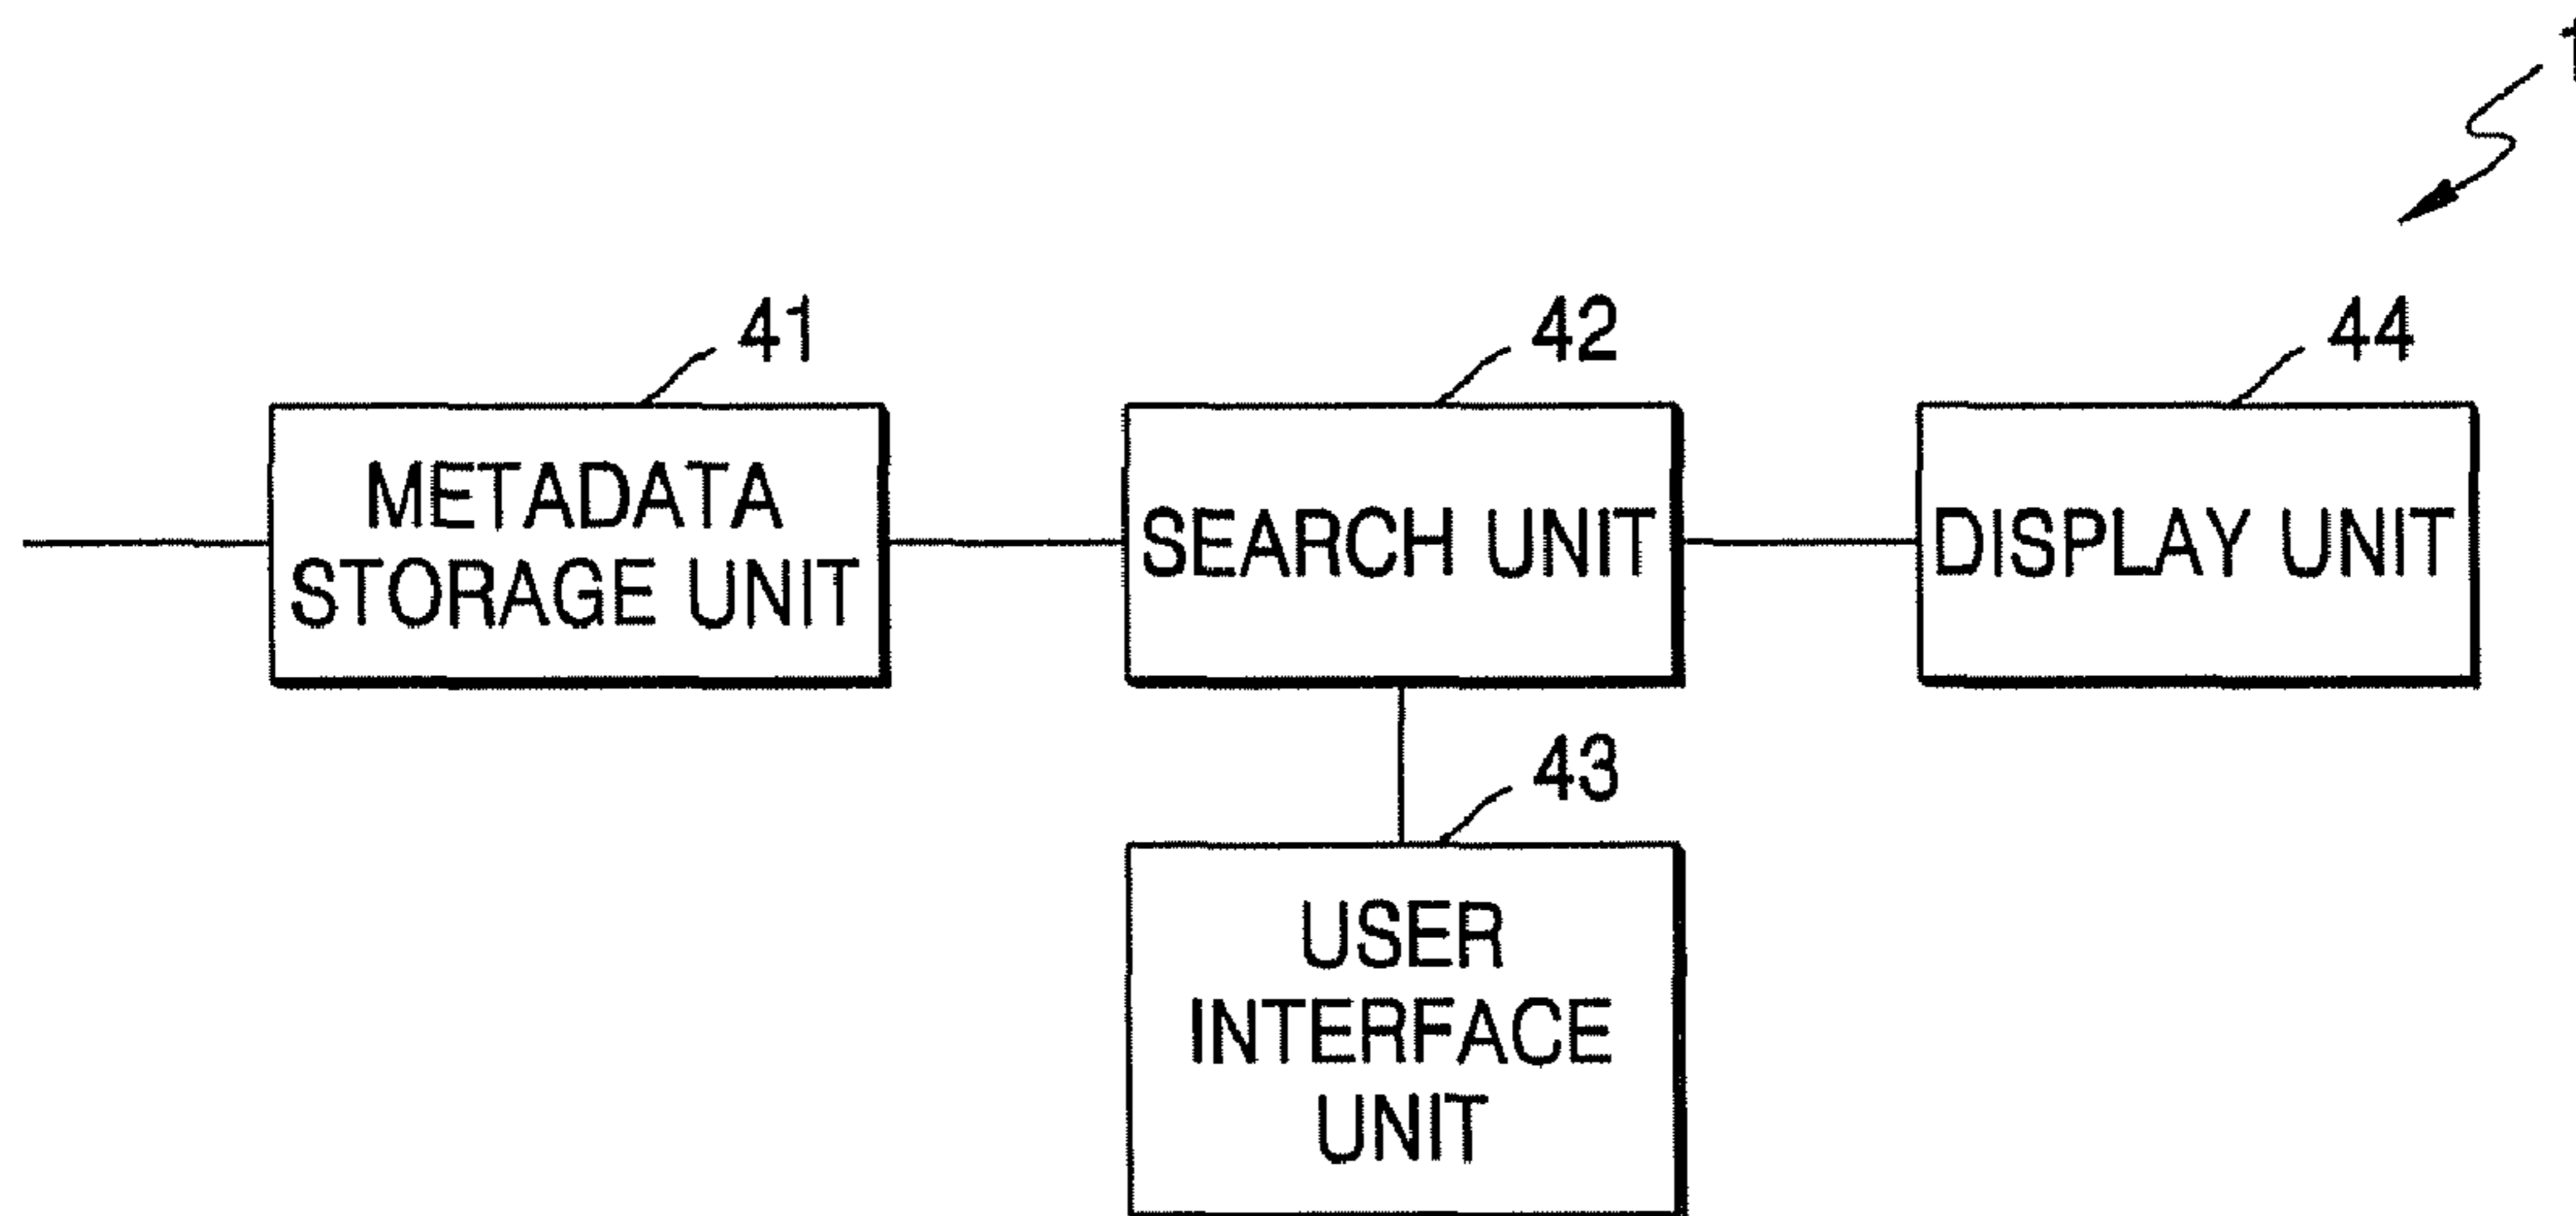 41
42
44
METADATA
STORAGE UNIT
SEARCH UNIT
DISPLAY UNIT
43
USER
INTERFACE
UNIT